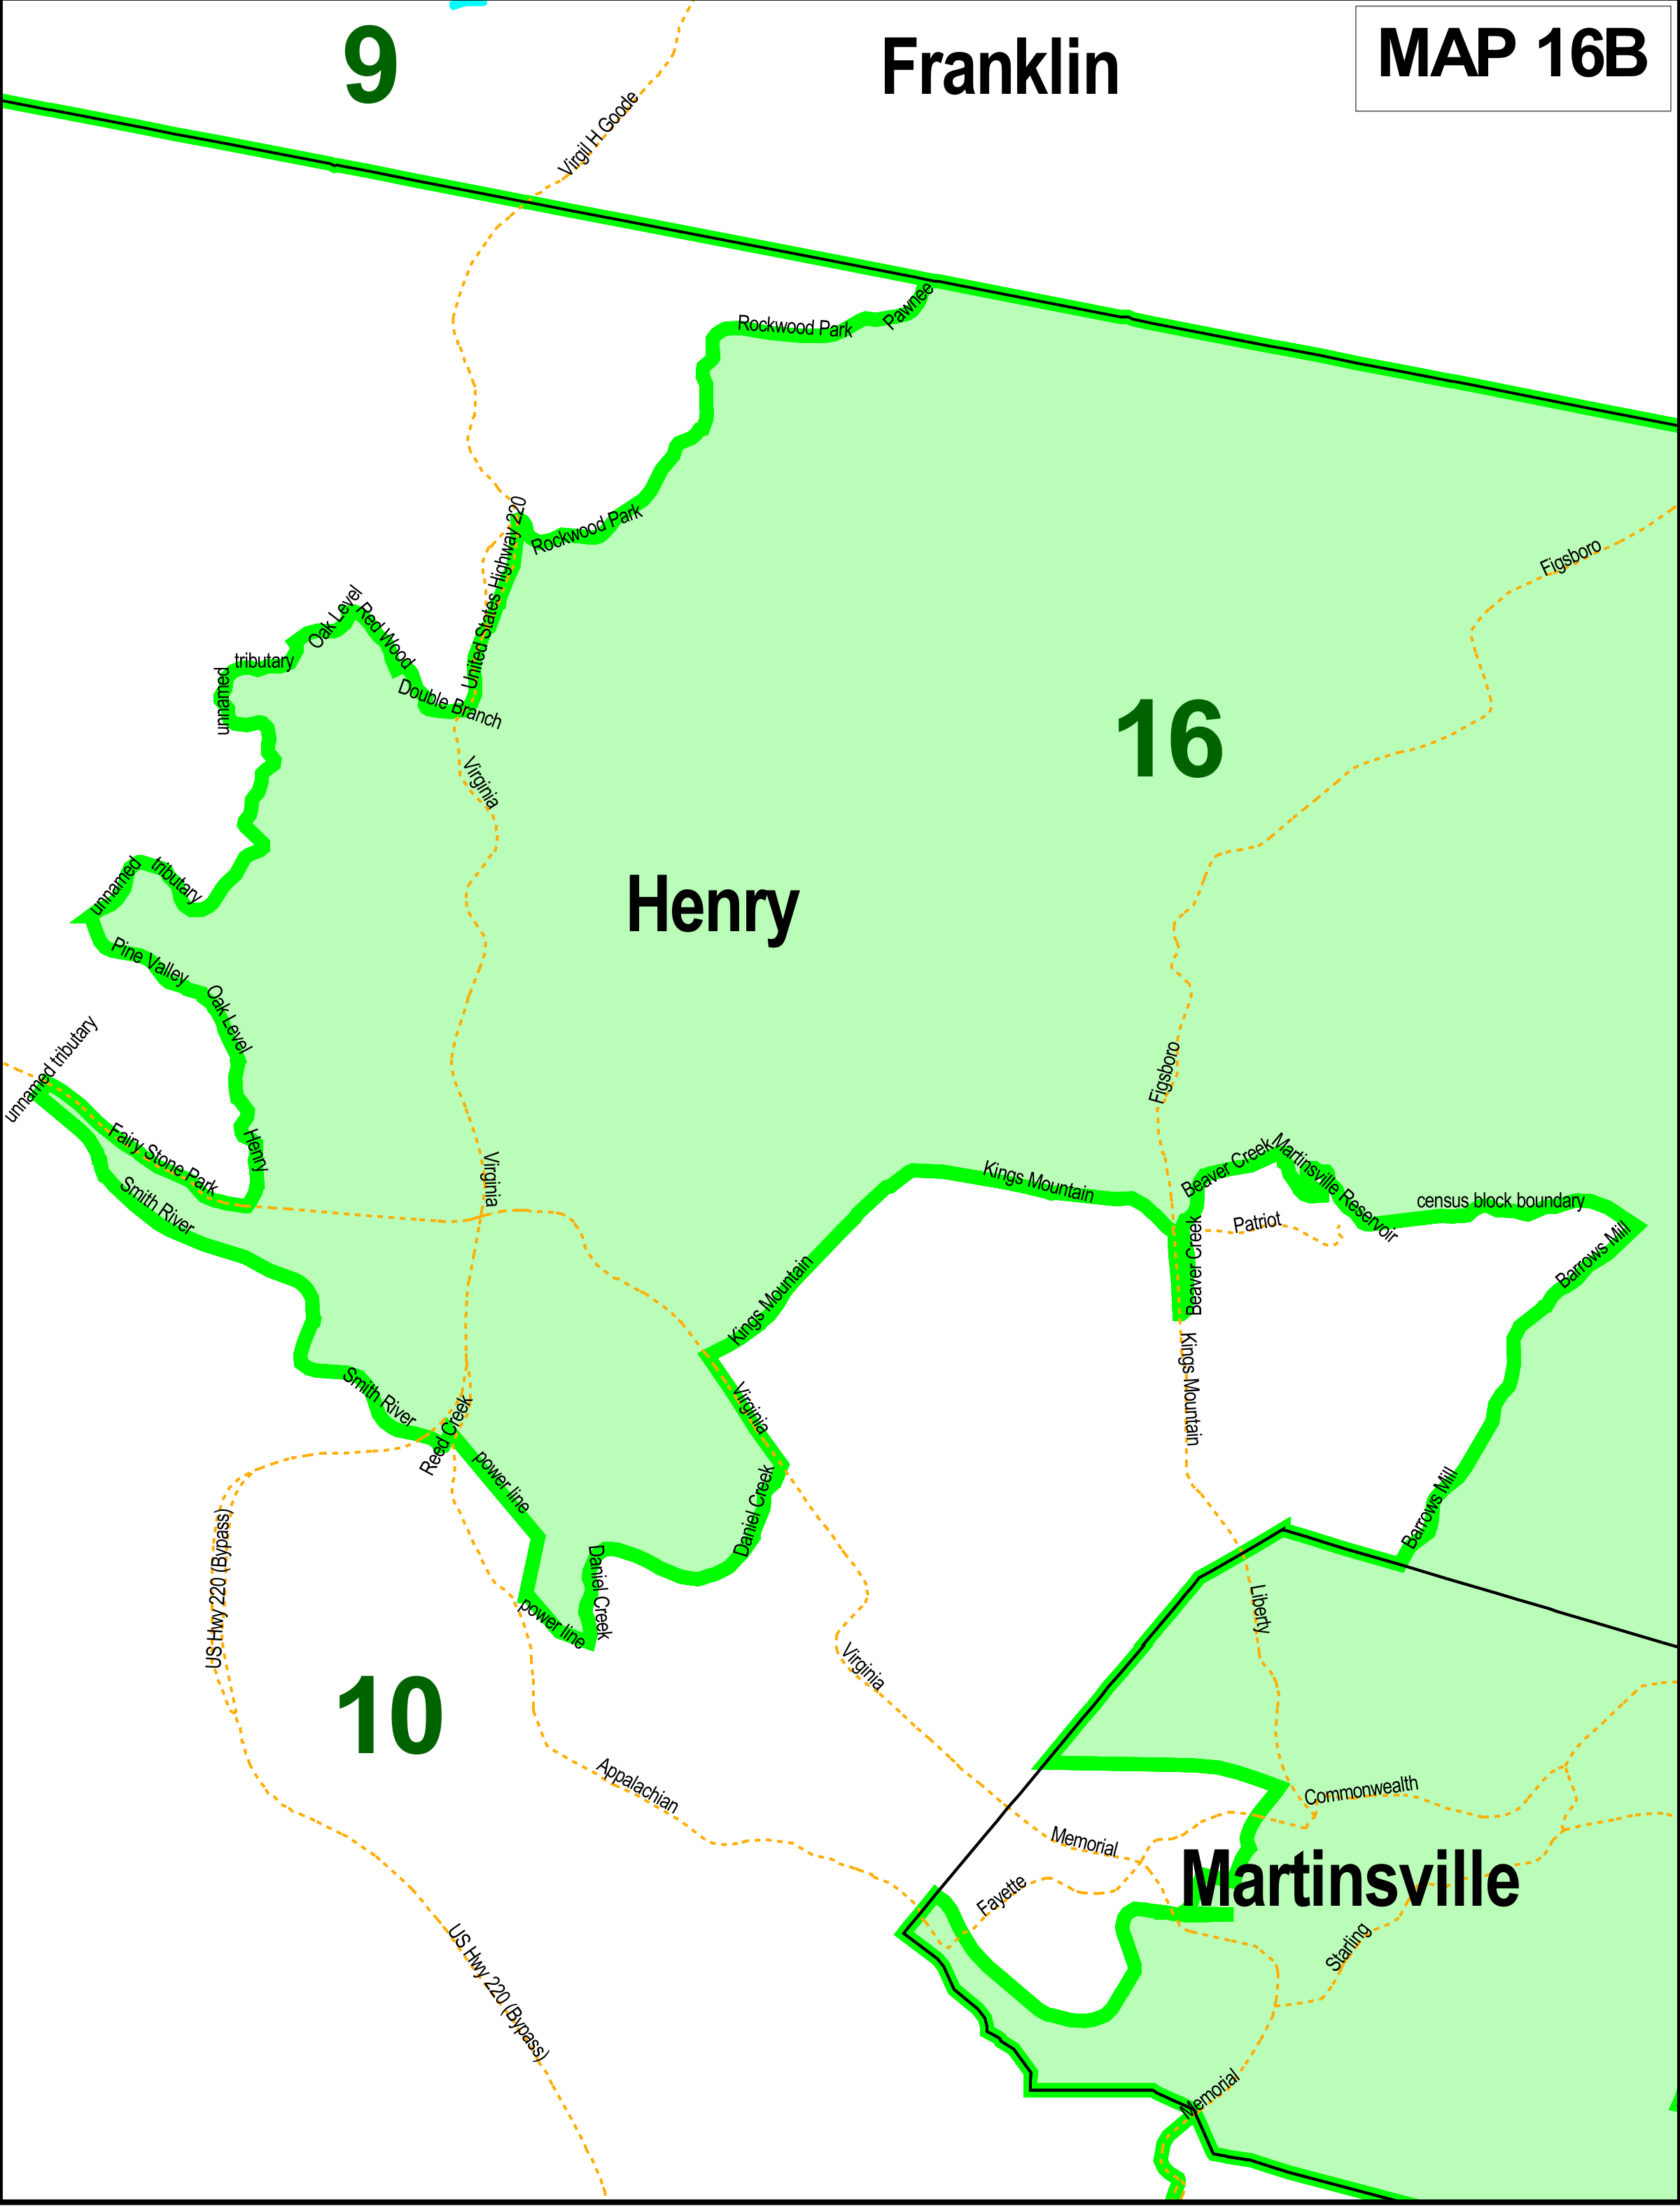 9
Franklin
MAP 16B
Virgil H Goode
Pawnee
Rockwood Park
Rockwood Park
United States Highway 220
Figsboro
Oak Level
Red Wood
tributary
unnamed
Double Branch
16
Virginia
unnamed
tributary
Henry
Pine Valley
Oak Level
unnamed tributary
Figsboro
Fairy Stone Park
Henry
Smith River
Virginia
Kings Mountain
Beaver Creek
Martinsville Reservoir
census block boundary
Patriot
Beaver Creek
Barrows Mill
Kings Mountain
Kings Mountain
Smith River
Virginia
Reed Creek
power line
Daniel Creek
Barrows Mill
US Hwy 220 (Bypass)
Daniel Creek
power line
Liberty
Virginia
10
Appalachian
Commonwealth
Memorial
Martinsville
Fayette
Starling
US Hwy 220 (Bypass)
Memorial